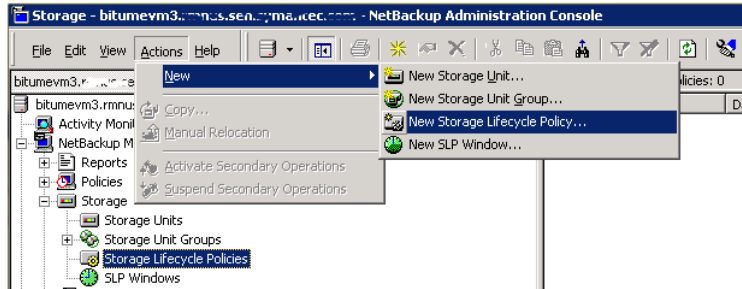 Storage - bitumevm3. - NetBackup Administration Console
File Edit View Actions Help
bitumevm3.
licies: 0
New
New Storage Unit...
New Storage Unit Group...
New Storage Lifecycle Policy...
New SLP Window...
Copy...
Manual Relocation
Activate Secondary Operations
Suspend Secondary Operations
D
bitumevm3.rmnus
Activity Moni
NetBackup M
Reports
Policies
Storage
Storage Units
Storage Unit Groups
Storage Lifecycle Policies
SLP Windows